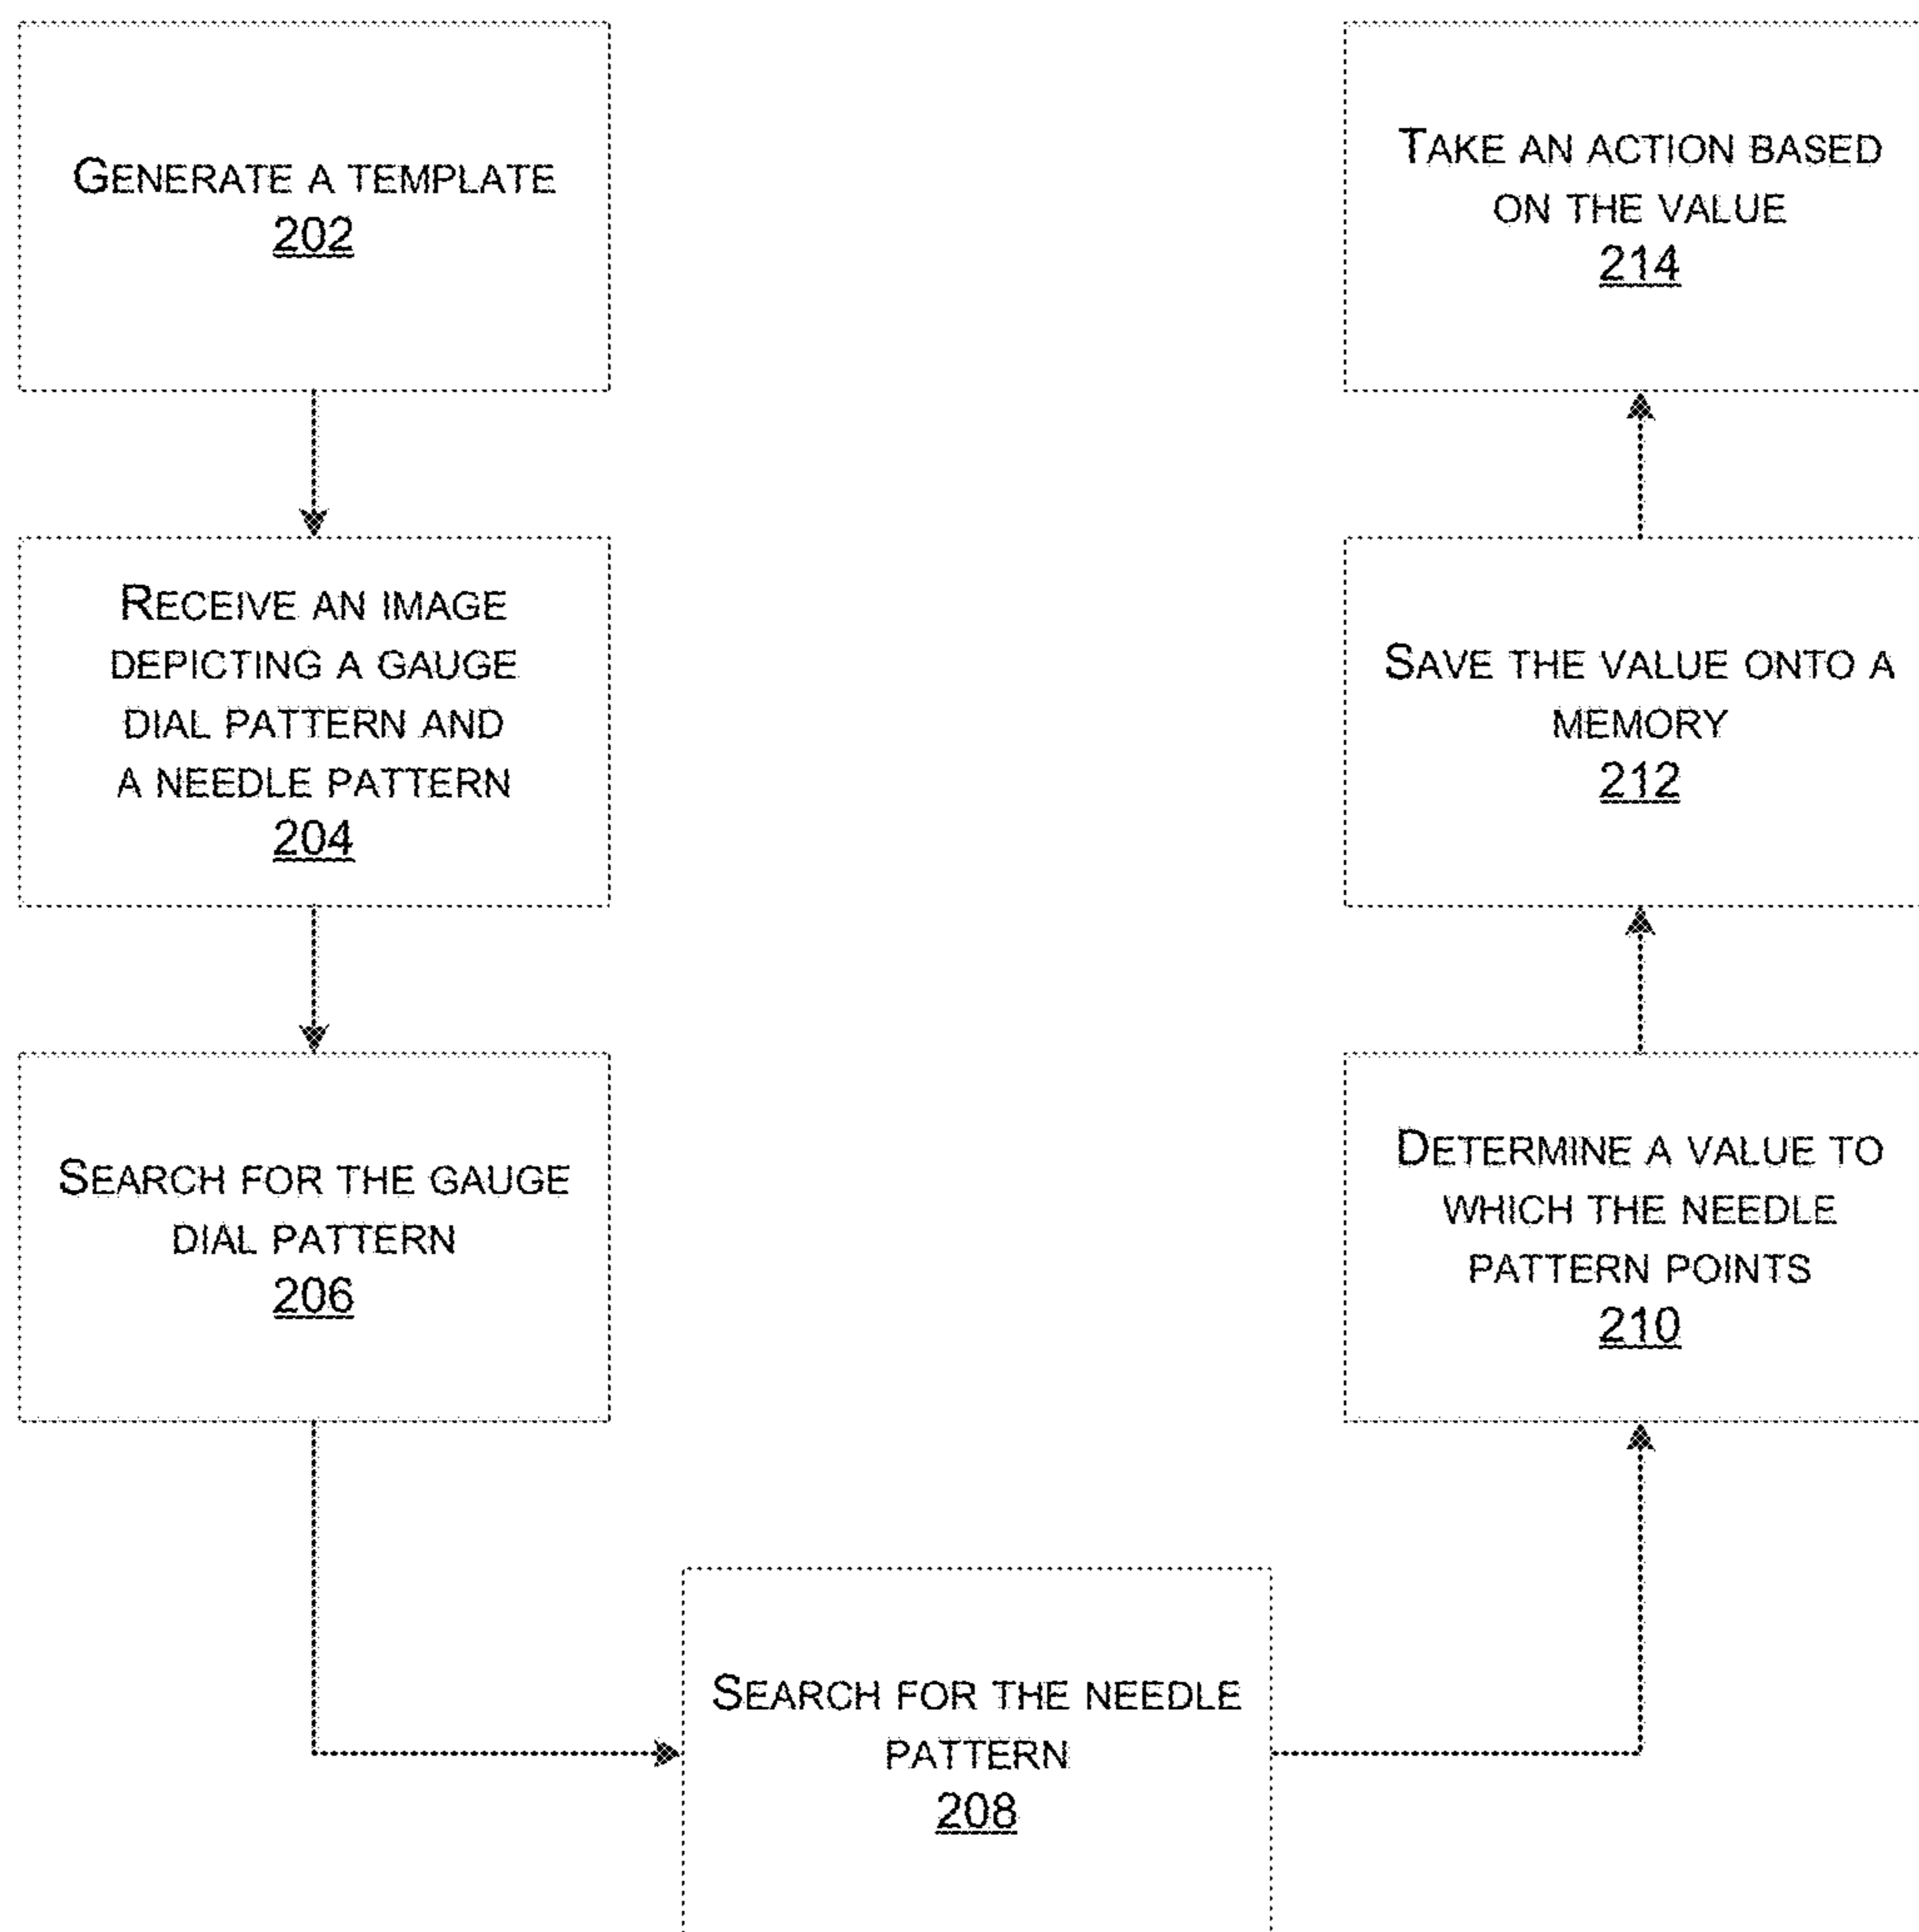 GENERATE A TEMPLATE
202
RECEIVE AN IMAGE
DEPICTING A GAUGE
DIAL PATTERN AND
A NEEDLE PATTERN
204
SEARCH FOR THE GAUGE
DIAL PATTERN
206
SEARCH FOR THE NEEDLE
PATTERN
208
DETERMINE A VALUE TO
WHICH THE NEEDLE
PATTERN POINTS
210
SAVE THE VALUE ONTO A
MEMORY
212
TAKE AN ACTION BASED
ON THE VALUE
214